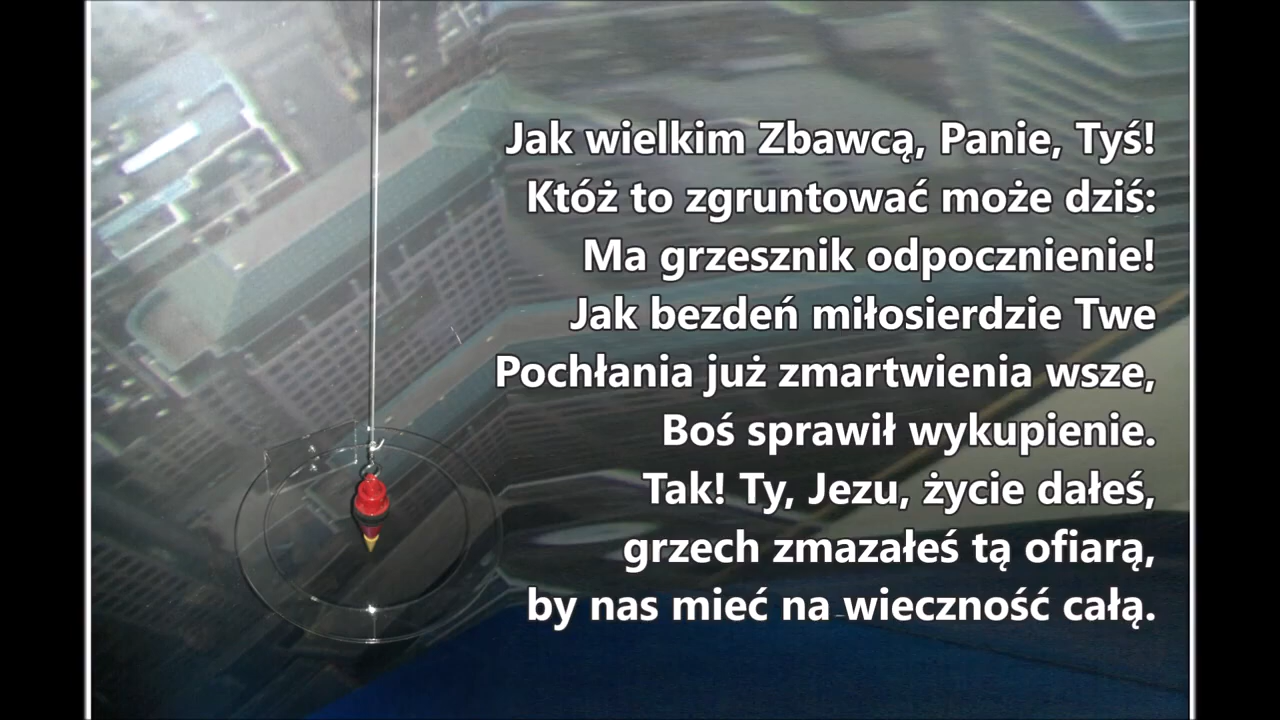 Jak wielkim Zbawcą, Panie, Tyś!
Któż to zgruntować może dziś:
Ma grzesznik odpocznienie!
Jak bezdeń miłosierdzie Twe
Pochłania już zmartwienia wsze,
Boś sprawił wykupienie.
Tak! Ty, Jezu, życie dałeś,
grzech zmazałeś tą ofiarą,
by nas mieć na wieczność całą.